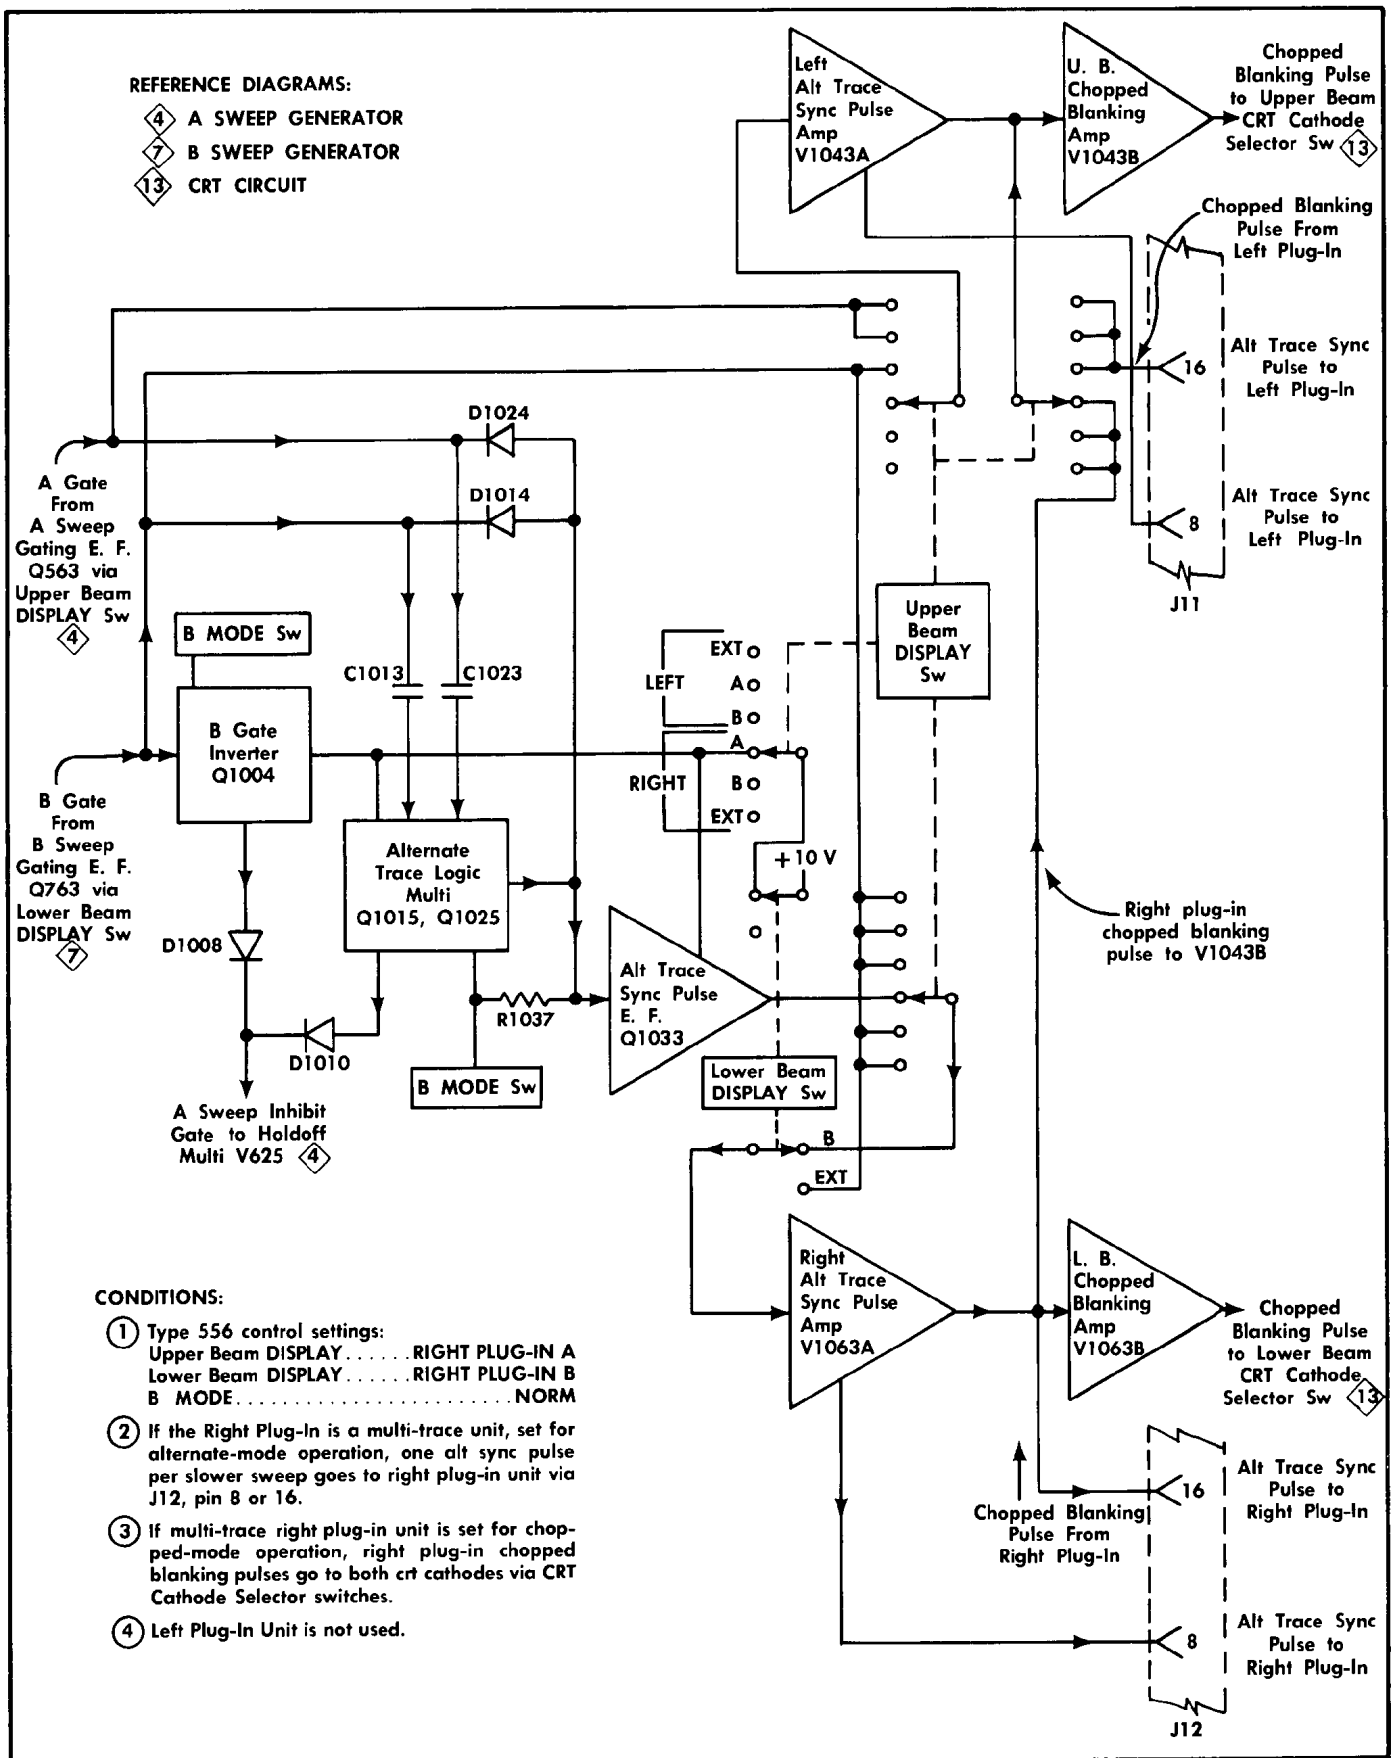 REFERENCE DIAGRAMS:
4 A SWEEP GENERATOR
7 B SWEEP GENERATOR
13 CRT CIRCUIT
Left
Alt Trace
Sync Pulse
Amp
V1043A
U. B.
Chopped
Blanking
Amp
V1043B
Chopped
Blanking Pulse
to Upper Beam
CRT Cathode
Selector Sw 13
Chopped Blanking
Pulse From
Left Plug-In
16
Alt Trace Sync
Pulse to
Left Plug-In
8
Alt Trace Sync
Pulse to
Left Plug-In
J11
D1024
D1014
A Gate
From
A Sweep
Gating E. F.
Q563 via
Upper Beam
DISPLAY Sw
4
B MODE Sw
C1013
C1023
B Gate
Inverter
Q1004
B Gate
From
B Sweep
Gating E. F.
Q763 via
Lower Beam
DISPLAY Sw
7
Alternate
Trace Logic
Multi
Q1015, Q1025
D1008
D1010
R1037
B MODE Sw
A Sweep Inhibit
Gate to Holdoff
Multi V625 4
LEFT
EXT
A
B
RIGHT
A
B
EXT
+10 V
Upper
Beam
DISPLAY
Sw
Alt Trace
Sync Pulse
E. F.
Q1033
Lower Beam
DISPLAY Sw
B
EXT
Right plug-in
chopped blanking
pulse to V1043B
Right
Alt Trace
Sync Pulse
Amp
V1063A
L. B.
Chopped
Blanking
Amp
V1063B
Chopped
Blanking Pulse
to Lower Beam
CRT Cathode
Selector Sw 13
Chopped Blanking
Pulse From
Right Plug-In
16
Alt Trace Sync
Pulse to
Right Plug-In
8
Alt Trace Sync
Pulse to
Right Plug-In
J12
CONDITIONS:
1 Type 556 control settings:
Upper Beam DISPLAY . . . . . . RIGHT PLUG-IN A
Lower Beam DISPLAY . . . . . . RIGHT PLUG-IN B
B MODE . . . . . . . . . . . . . . . . . . . . . . . . NORM
2 If the Right Plug-In is a multi-trace unit, set for
alternate-mode operation, one alt sync pulse
per slower sweep goes to right plug-in unit via
J12, pin 8 or 16.
3 If multi-trace right plug-in unit is set for chop-
ped-mode operation, right plug-in chopped
blanking pulses go to both crt cathodes via CRT
Cathode Selector switches.
4 Left Plug-In Unit is not used.